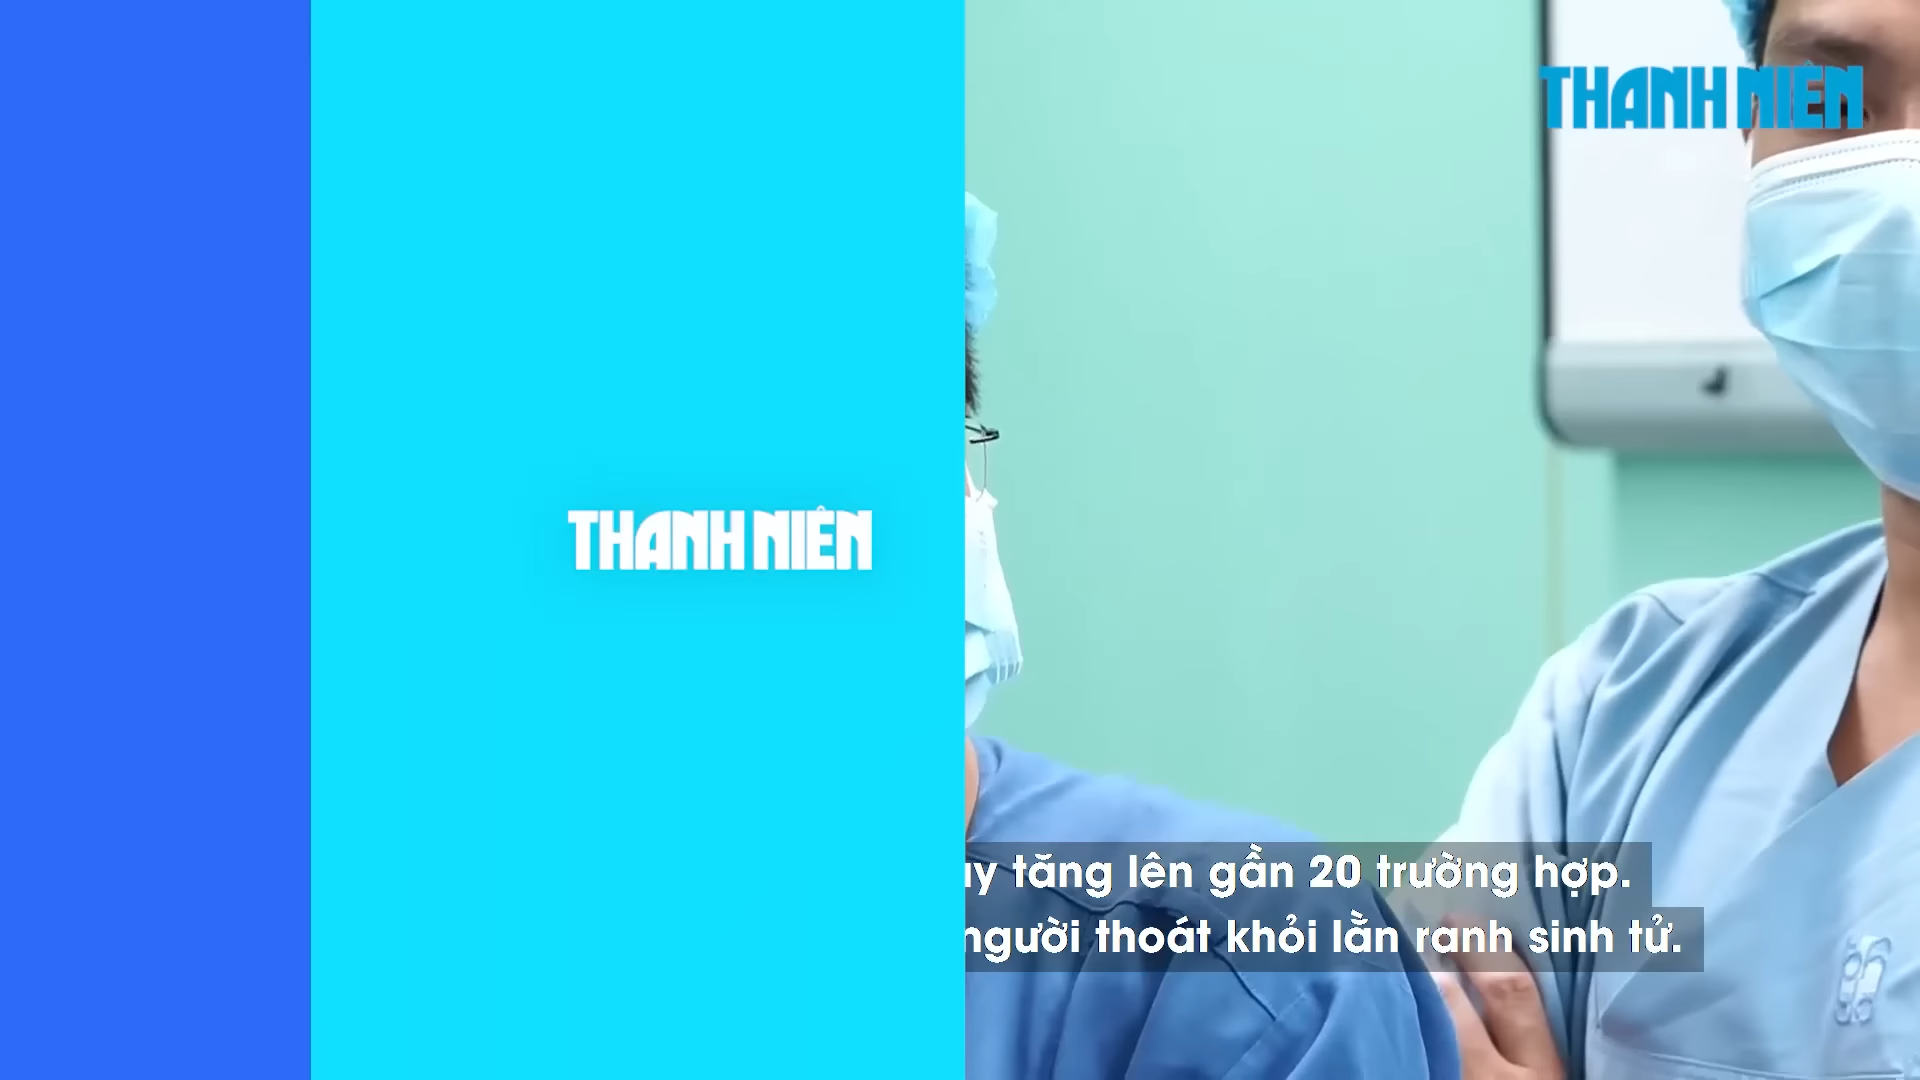 THANH NIÊN
THANH NIÊN
tăng lên gần 20 trường hợp.
người thoát khỏi lằn ranh sinh tử.